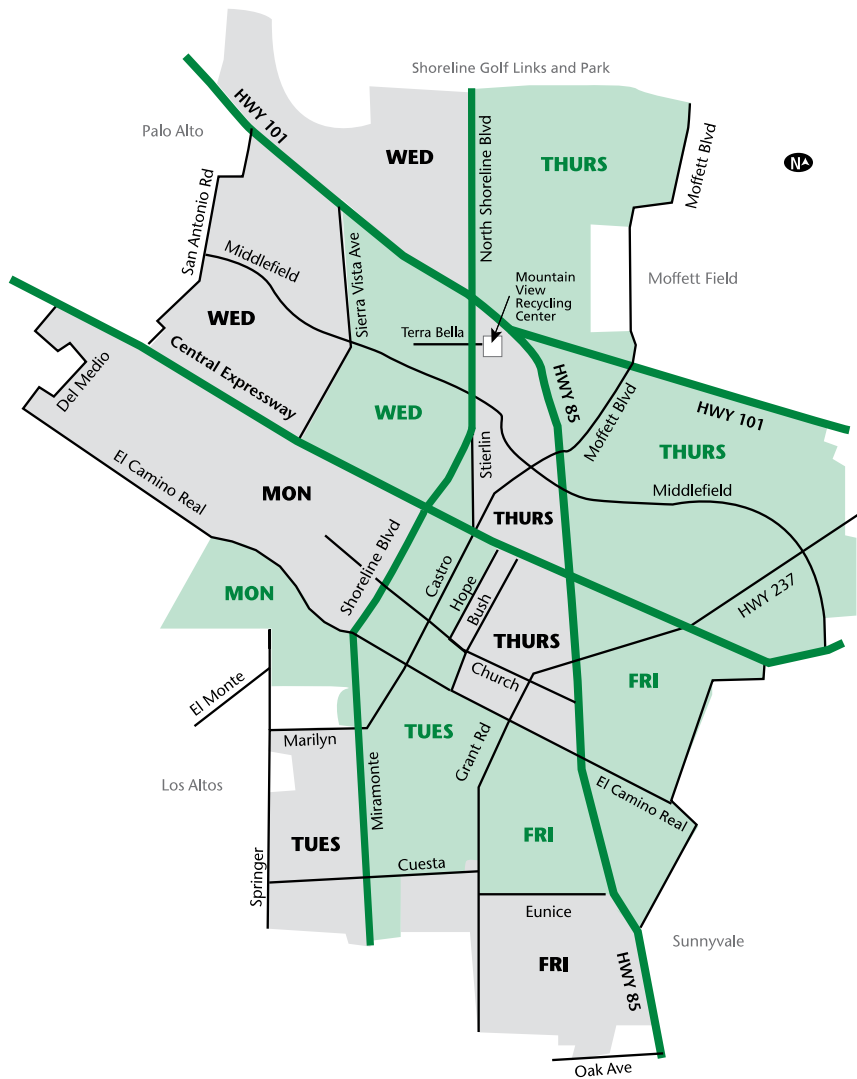 Shoreline Golf Links and Park
HWY 101
Palo Alto
WED
North Shoreline Blvd
THURS
Moffett Blvd
N
San Antonio Rd
Middlefield
Sierra Vista Ave
Mountain
View
Recycling
Center
Moffett Field
WED
Terra Bella
Central Expressway
Del Medio
HWY 85
Moffett Blvd
HWY 101
WED
Stierlin
THURS
El Camino Real
MON
Middlefield
THURS
Shoreline Blvd
Castro
Hope
Bush
MON
HWY 237
THURS
Church
FRI
El Monte
Marilyn
TUES
Grant Rd
Los Altos
Miramonte
El Camino Real
TUES
FRI
Springer
Cuesta
Eunice
Sunnyvale
FRI
HWY 85
Oak Ave